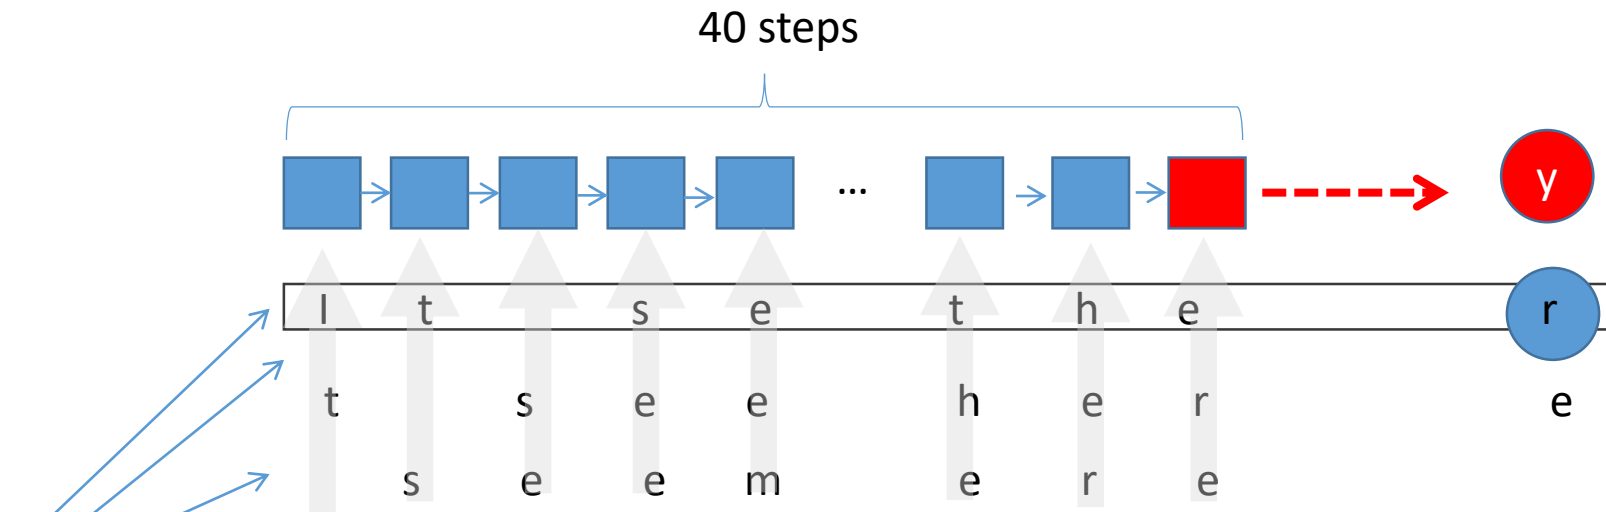 40 steps
... y
I t s e t h e r
t s e e h e r e
s e e m e r e